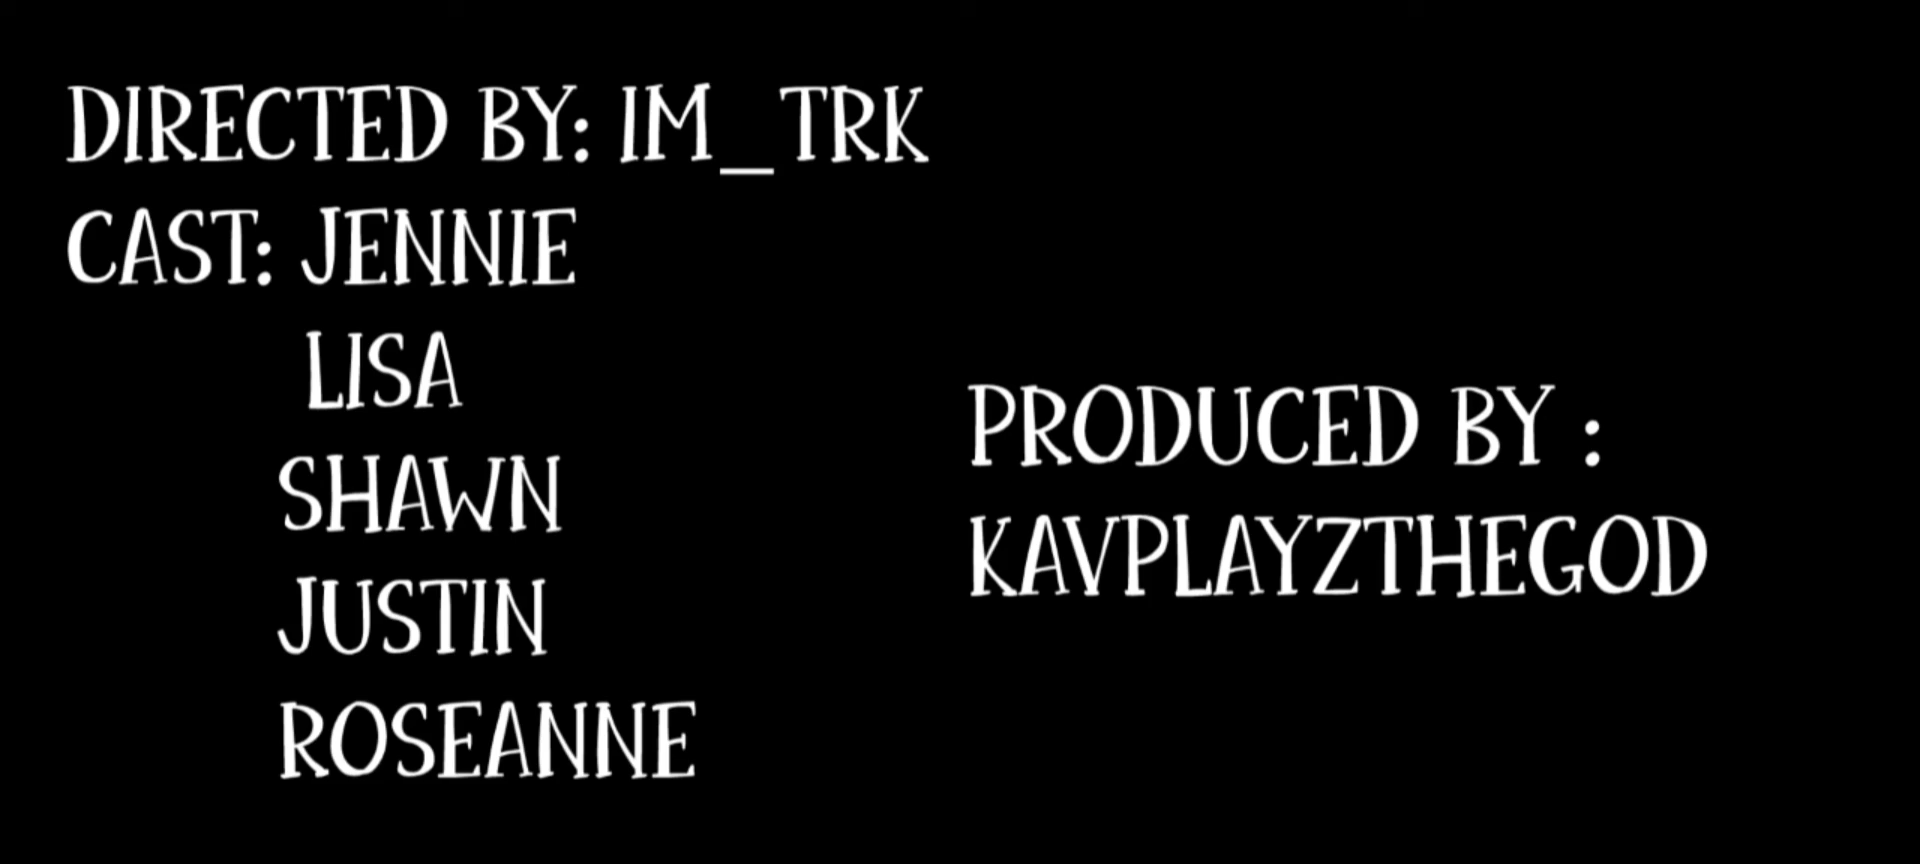 DIRECTED BY: IM_TRK
CAST: JENNIE
LISA
SHAWN
JUSTIN
ROSEANNE
PRODUCED BY :
KAVPLAYZTHEGOD